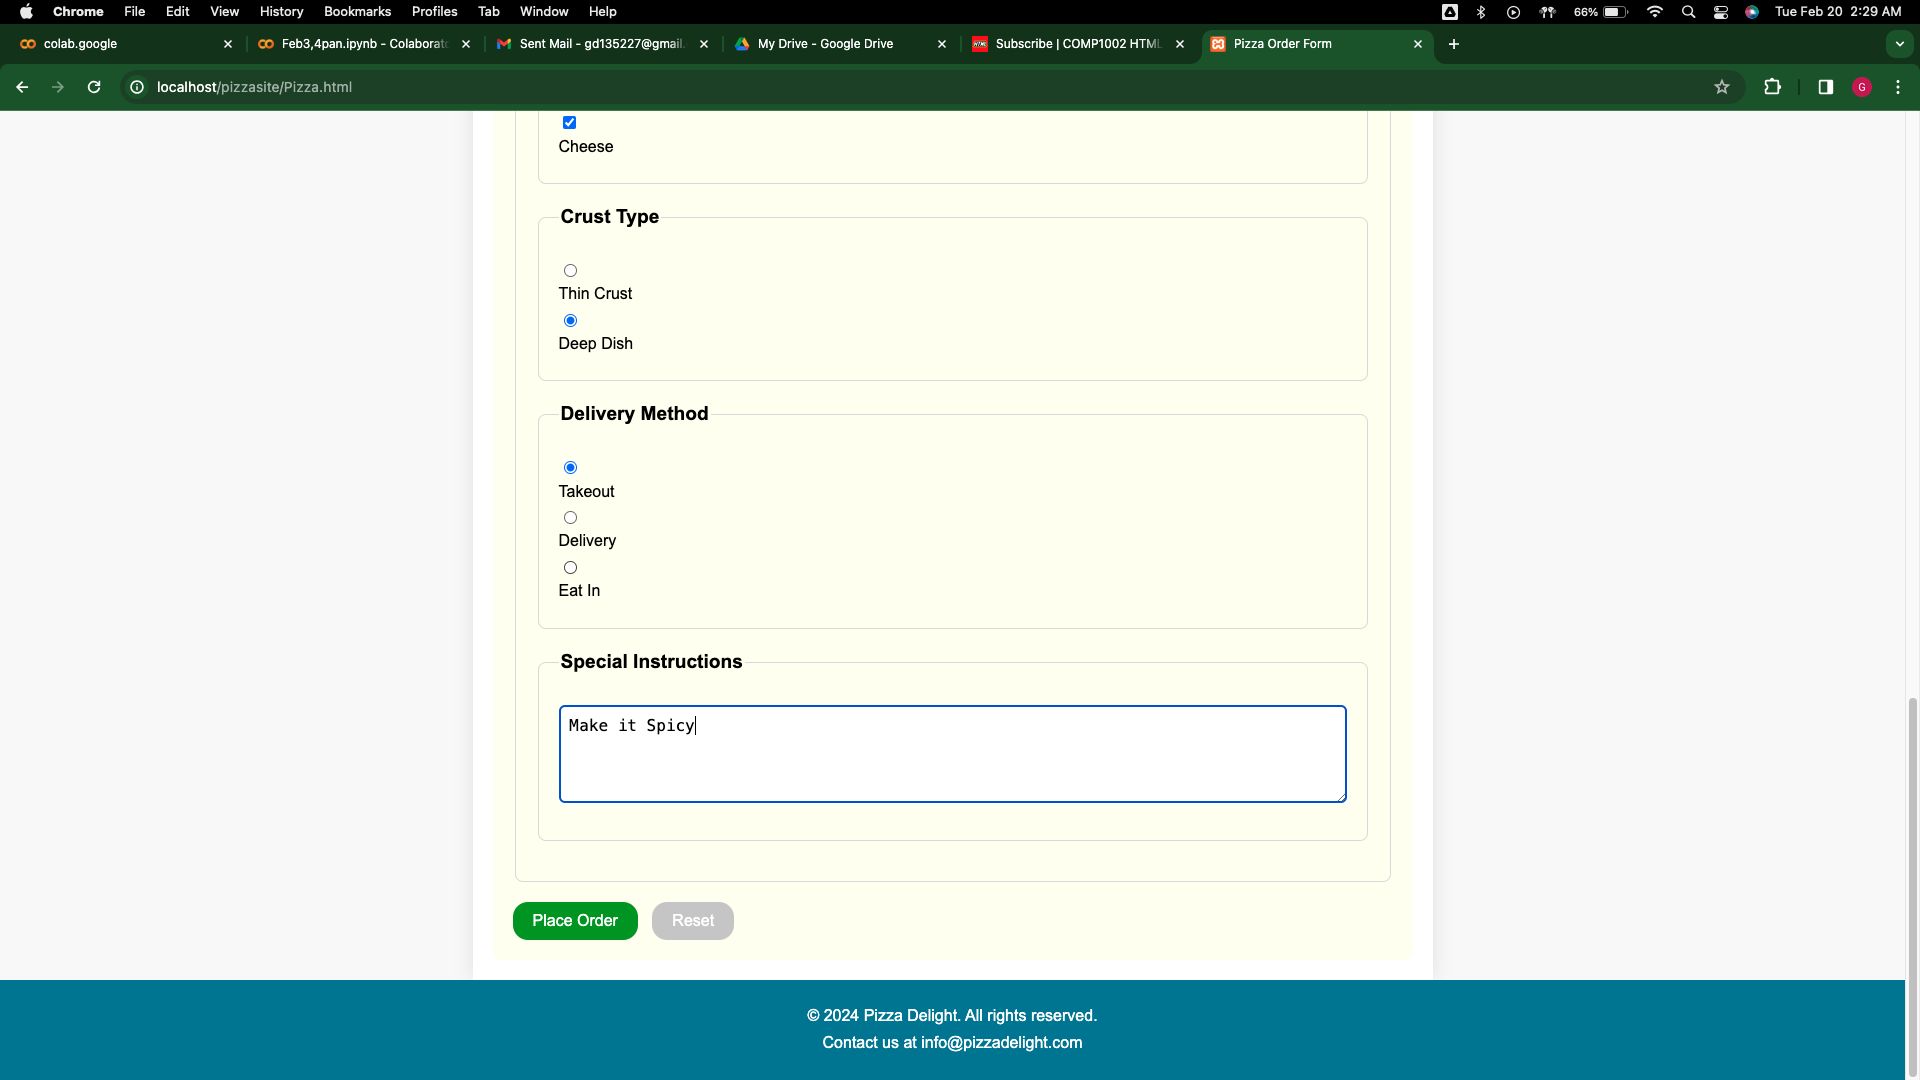 Chrome File Edit View History Bookmarks Profiles Tab Window Help 66% Tue Feb 20 2:29 AM
colab.google Feb3,4pan.ipynb - Colaborato Sent Mail - gd135227@gmail. My Drive - Google Drive Subscribe | COMP1002 HTML Pizza Order Form
localhost/pizzasite/Pizza.html G
Cheese
Crust Type
Thin Crust
Deep Dish
Delivery Method
Takeout
Delivery
Eat In
Special Instructions
Make it Spicy
Place Order Reset
© 2024 Pizza Delight. All rights reserved.
Contact us at info@pizzadelight.com